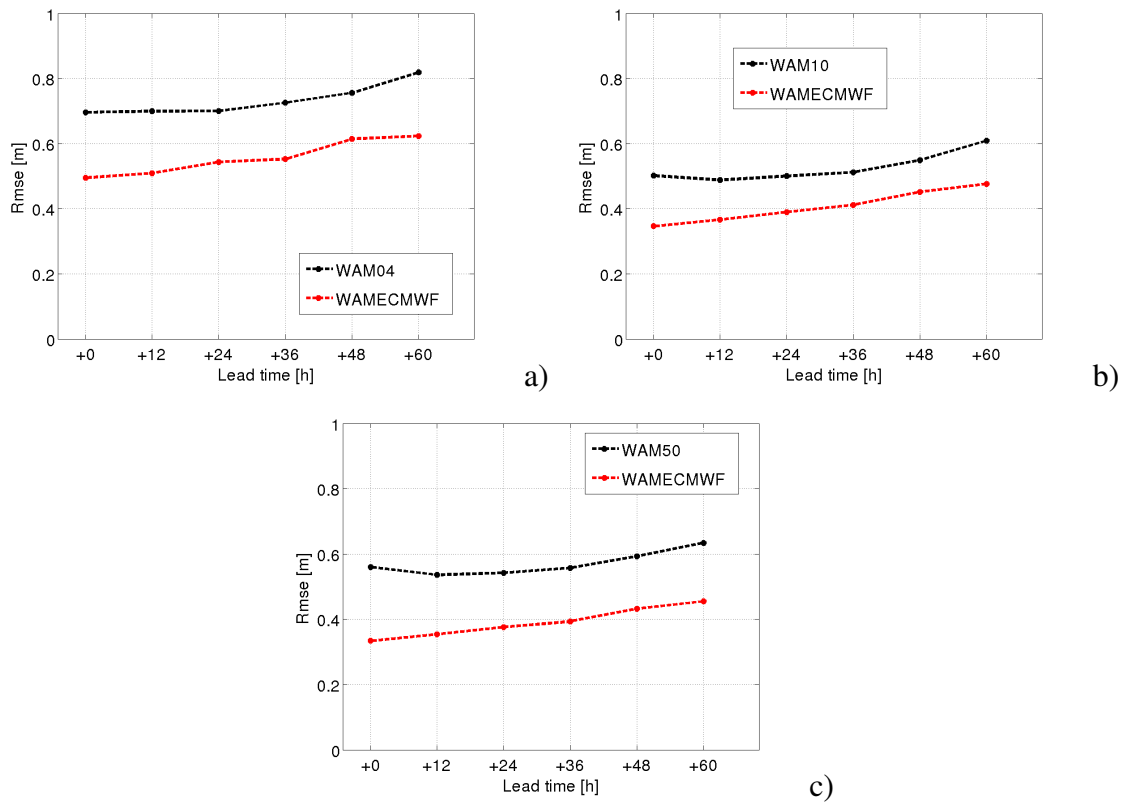 1
0.8
0.6
0.4
0.2
0
Rmse [m]
WAM04
WAMECMWF
+0 +12 +24 +36 +48 +60
Lead time [h]
a)
1
0.8
0.6
0.4
0.2
0
Rmse [m]
WAM10
WAMECMWF
+0 +12 +24 +36 +48 +60
Lead time [h]
b)
1
0.8
0.6
0.4
0.2
0
Rmse [m]
WAM50
WAMECMWF
+0 +12 +24 +36 +48 +60
Lead time [h]
c)